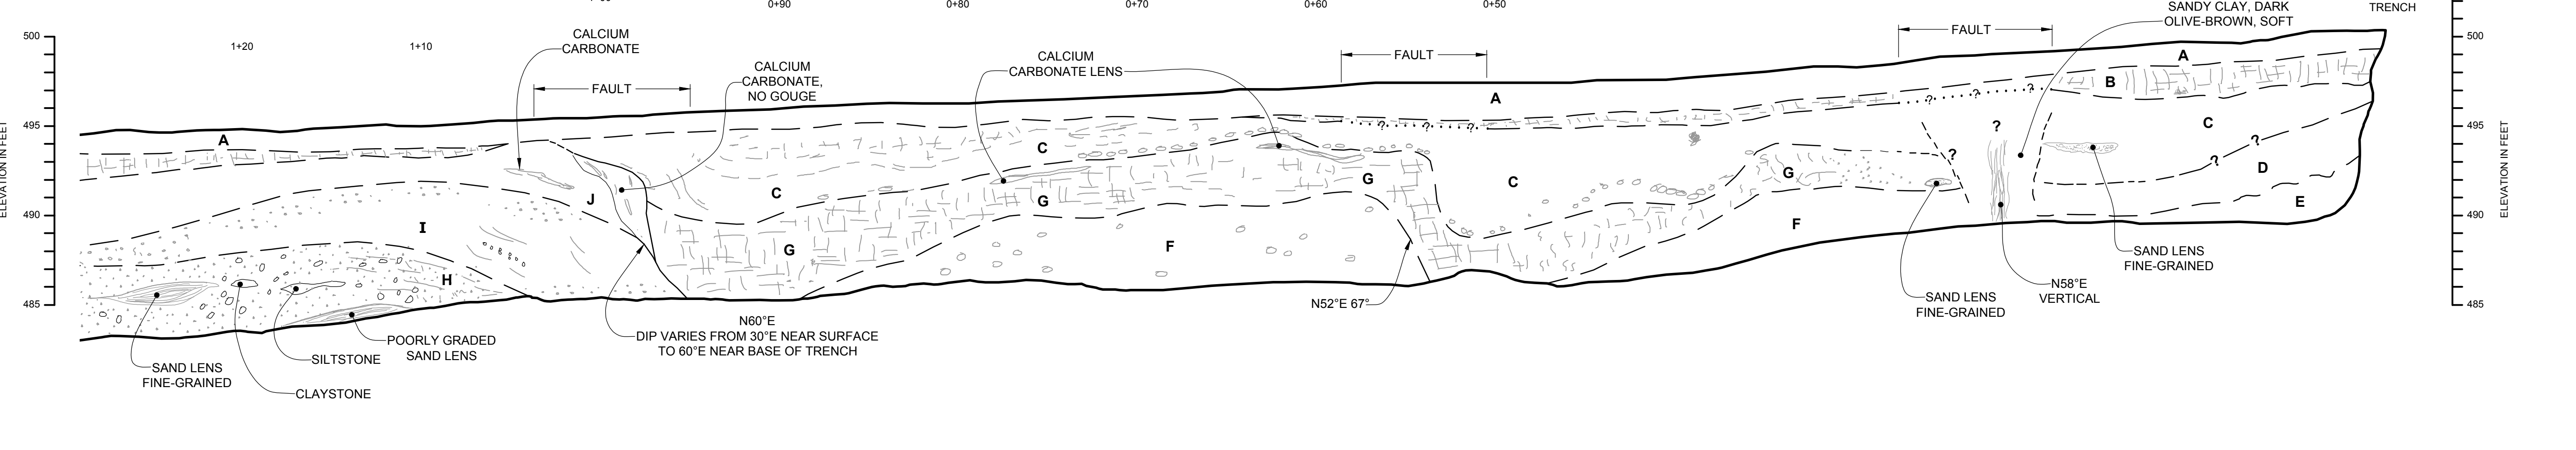 0+90
0+80
0+70
0+60
0+50
SANDY CLAY, DARK
OLIVE-BROWN, SOFT
TRENCH
500
1+20
1+10
CALCIUM
CARBONATE
FAULT
CALCIUM
CARBONATE,
NO GOUGE
CALCIUM
CARBONATE LENS
FAULT
FAULT
500
ELEVATION IN FEET
495
490
485
A
A
A
B
C
C
C
C
D
E
F
F
G
G
G
G
H
I
J
?
?
?
?
?
?
?
?
?
?
495
490
485
ELEVATION IN FEET
N60°E
DIP VARIES FROM 30°E NEAR SURFACE
TO 60°E NEAR BASE OF TRENCH
N52°E 67°
N58°E
VERTICAL
SAND LENS
FINE-GRAINED
SAND LENS
FINE-GRAINED
POORLY GRADED
SAND LENS
SILTSTONE
SAND LENS
FINE-GRAINED
CLAYSTONE